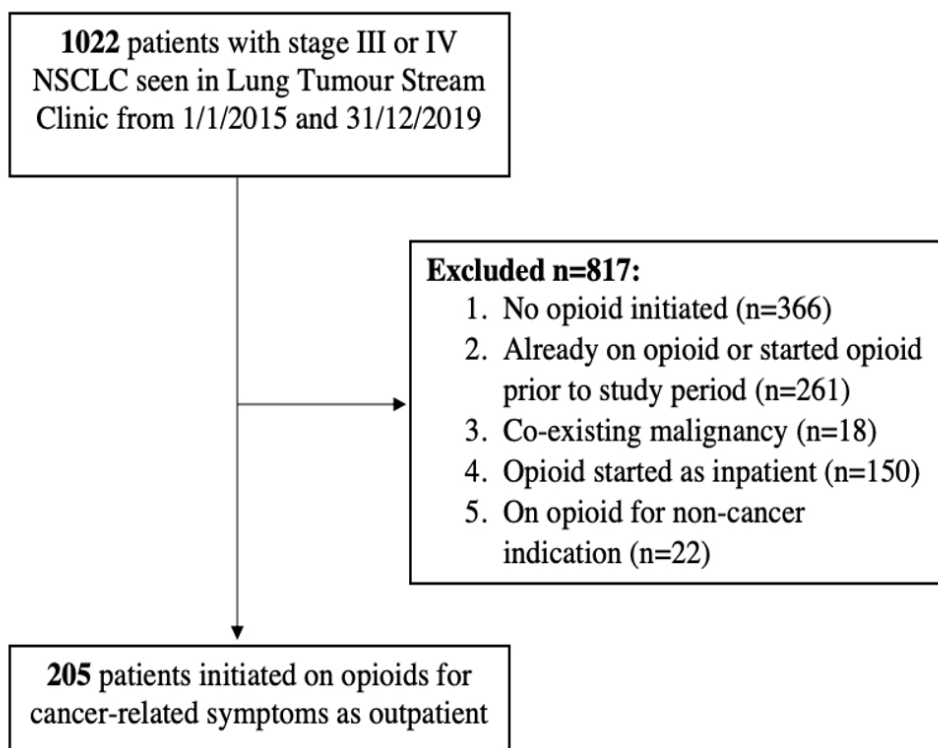 1022 patients with stage III or IV
NSCLC seen in Lung Tumour Stream
Clinic from 1/1/2015 and 31/12/2019
Excluded n=817:
1. No opioid initiated (n=366)
2. Already on opioid or started opioid
prior to study period (n=261)
3. Co-existing malignancy (n=18)
4. Opioid started as inpatient (n=150)
5. On opioid for non-cancer
indication (n=22)
205 patients initiated on opioids for
cancer-related symptoms as outpatient